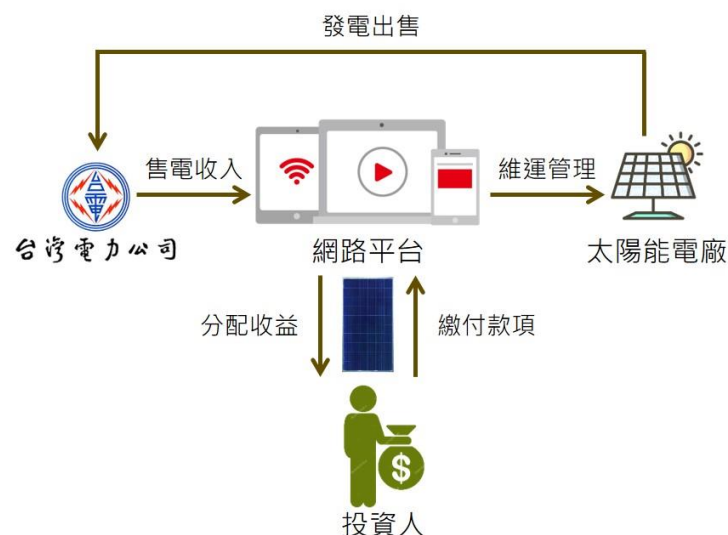 發電出售
售電收入
維運管理
台電
台灣電力公司
網路平台
太陽能電廠
分配收益
繳付款項
$
投資人